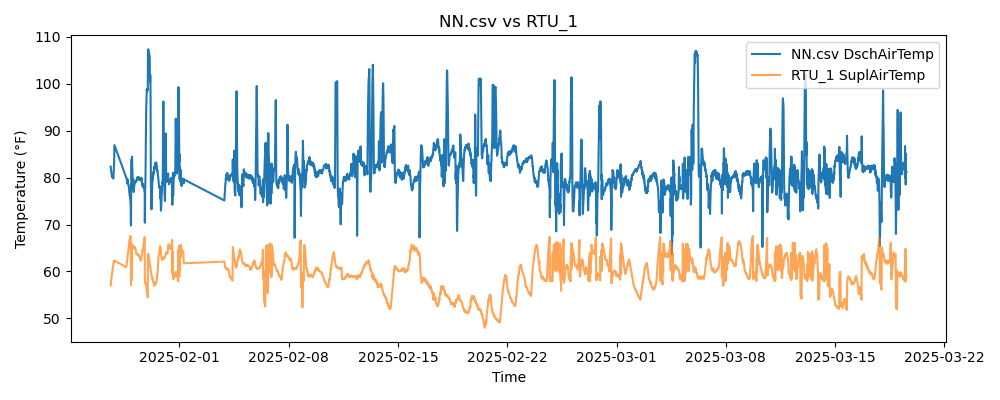 NN.csv vs RTU_1
110
100
90
80
70
60
50
Temperature (°F)
NN.csv DschAirTemp
RTU_1 SuplAirTemp
2025-02-01 2025-02-08 2025-02-15 2025-02-22 2025-03-01 2025-03-08 2025-03-15 2025-03-22
Time